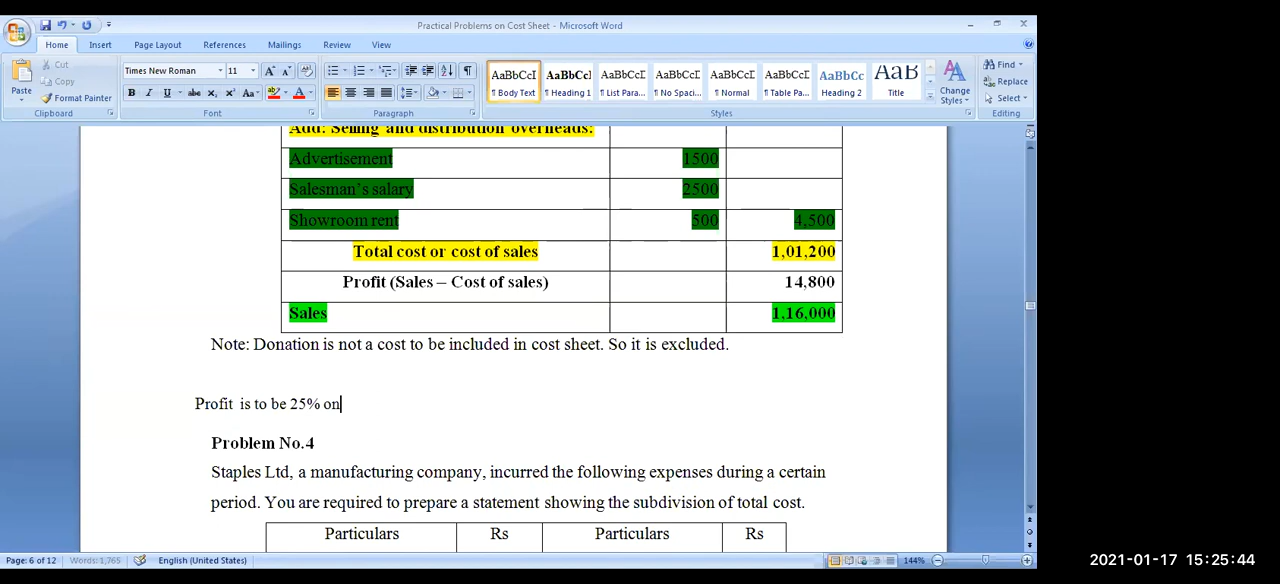 Practical Problems on Cost Sheet - Microsoft Word
Home Insert Page Layout References Mailings Review View
Paste
Cut
Copy
Format Painter
Clipboard
Times New Roman 11
Font
Paragraph
AaBbCcI AaBbCcl AaBbCcI AaBbCcI AaBbCcI AaBbCcI AaBbCc AaB
¶ Body Text ¶ Heading 1 ¶ List Para... ¶ No Spaci... ¶ Normal ¶ Table Pa... Heading 2 Title
Change Styles
Styles
Find
Replace
Select
Editing
Add: Selling and distribution overheads:
Advertisement 1500
Salesman's salary 2500
Showroom rent 500 4,500
Total cost or cost of sales 1,01,200
Profit (Sales – Cost of sales) 14,800
Sales 1,16,000
Note: Donation is not a cost to be included in cost sheet. So it is excluded.
Profit is to be 25% on
Problem No.4
Staples Ltd, a manufacturing company, incurred the following expenses during a certain
period. You are required to prepare a statement showing the subdivision of total cost.
Particulars Rs Particulars Rs
Page: 6 of 12 Words: 1,765 English (United States) 144%
2021-01-17 15:25:44